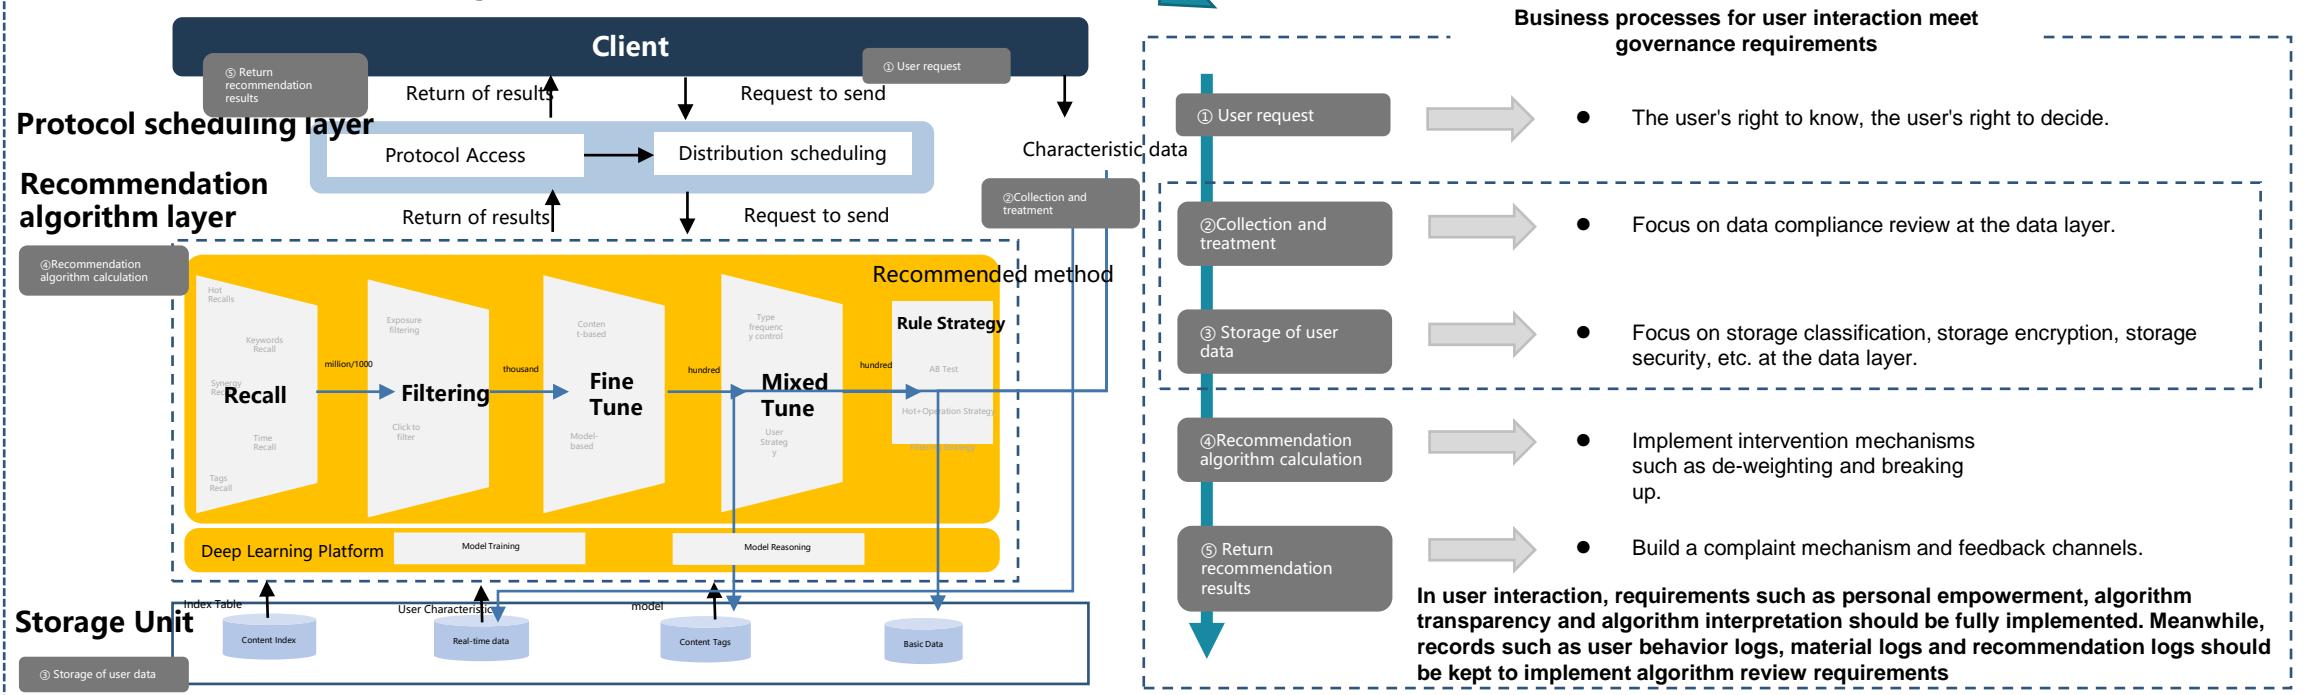 Client
⑤ Return
recommendation
results
① User request
Return of results
Request to send
Protocol scheduling layer
Protocol Access
Distribution scheduling
Characteristic data
Recommendation
algorithm layer
②Collection and
treatment
Return of results
Request to send
④Recommendation
algorithm calculation
Recommended method
Hot
Recalls
Keywords
Recall
Synergy
Recall
Time
Recall
Tags
Recall
Recall
million/1000
Exposure
filtering
Filtering
Click to
filter
thousand
Conten
t-based
Fine
Tune
Model-
based
hundred
Type
frequenc
y control
Mixed
Tune
User
Strateg
y
hundred
Rule Strategy
AB Test
Hot+Operation Strategy
Filtering Strategy
Deep Learning Platform
Model Training
Model Reasoning
Storage Unit
Index Table
User Characteristic
model
Content Index
Real-time data
Content Tags
Basic Data
③ Storage of user data
Business processes for user interaction meet
governance requirements
① User request
● The user's right to know, the user's right to decide.
②Collection and
treatment
● Focus on data compliance review at the data layer.
③ Storage of user
data
● Focus on storage classification, storage encryption, storage
security, etc. at the data layer.
④Recommendation
algorithm calculation
● Implement intervention mechanisms
such as de-weighting and breaking
up.
⑤ Return
recommendation
results
● Build a complaint mechanism and feedback channels.
In user interaction, requirements such as personal empowerment, algorithm
transparency and algorithm interpretation should be fully implemented. Meanwhile,
records such as user behavior logs, material logs and recommendation logs should
be kept to implement algorithm review requirements